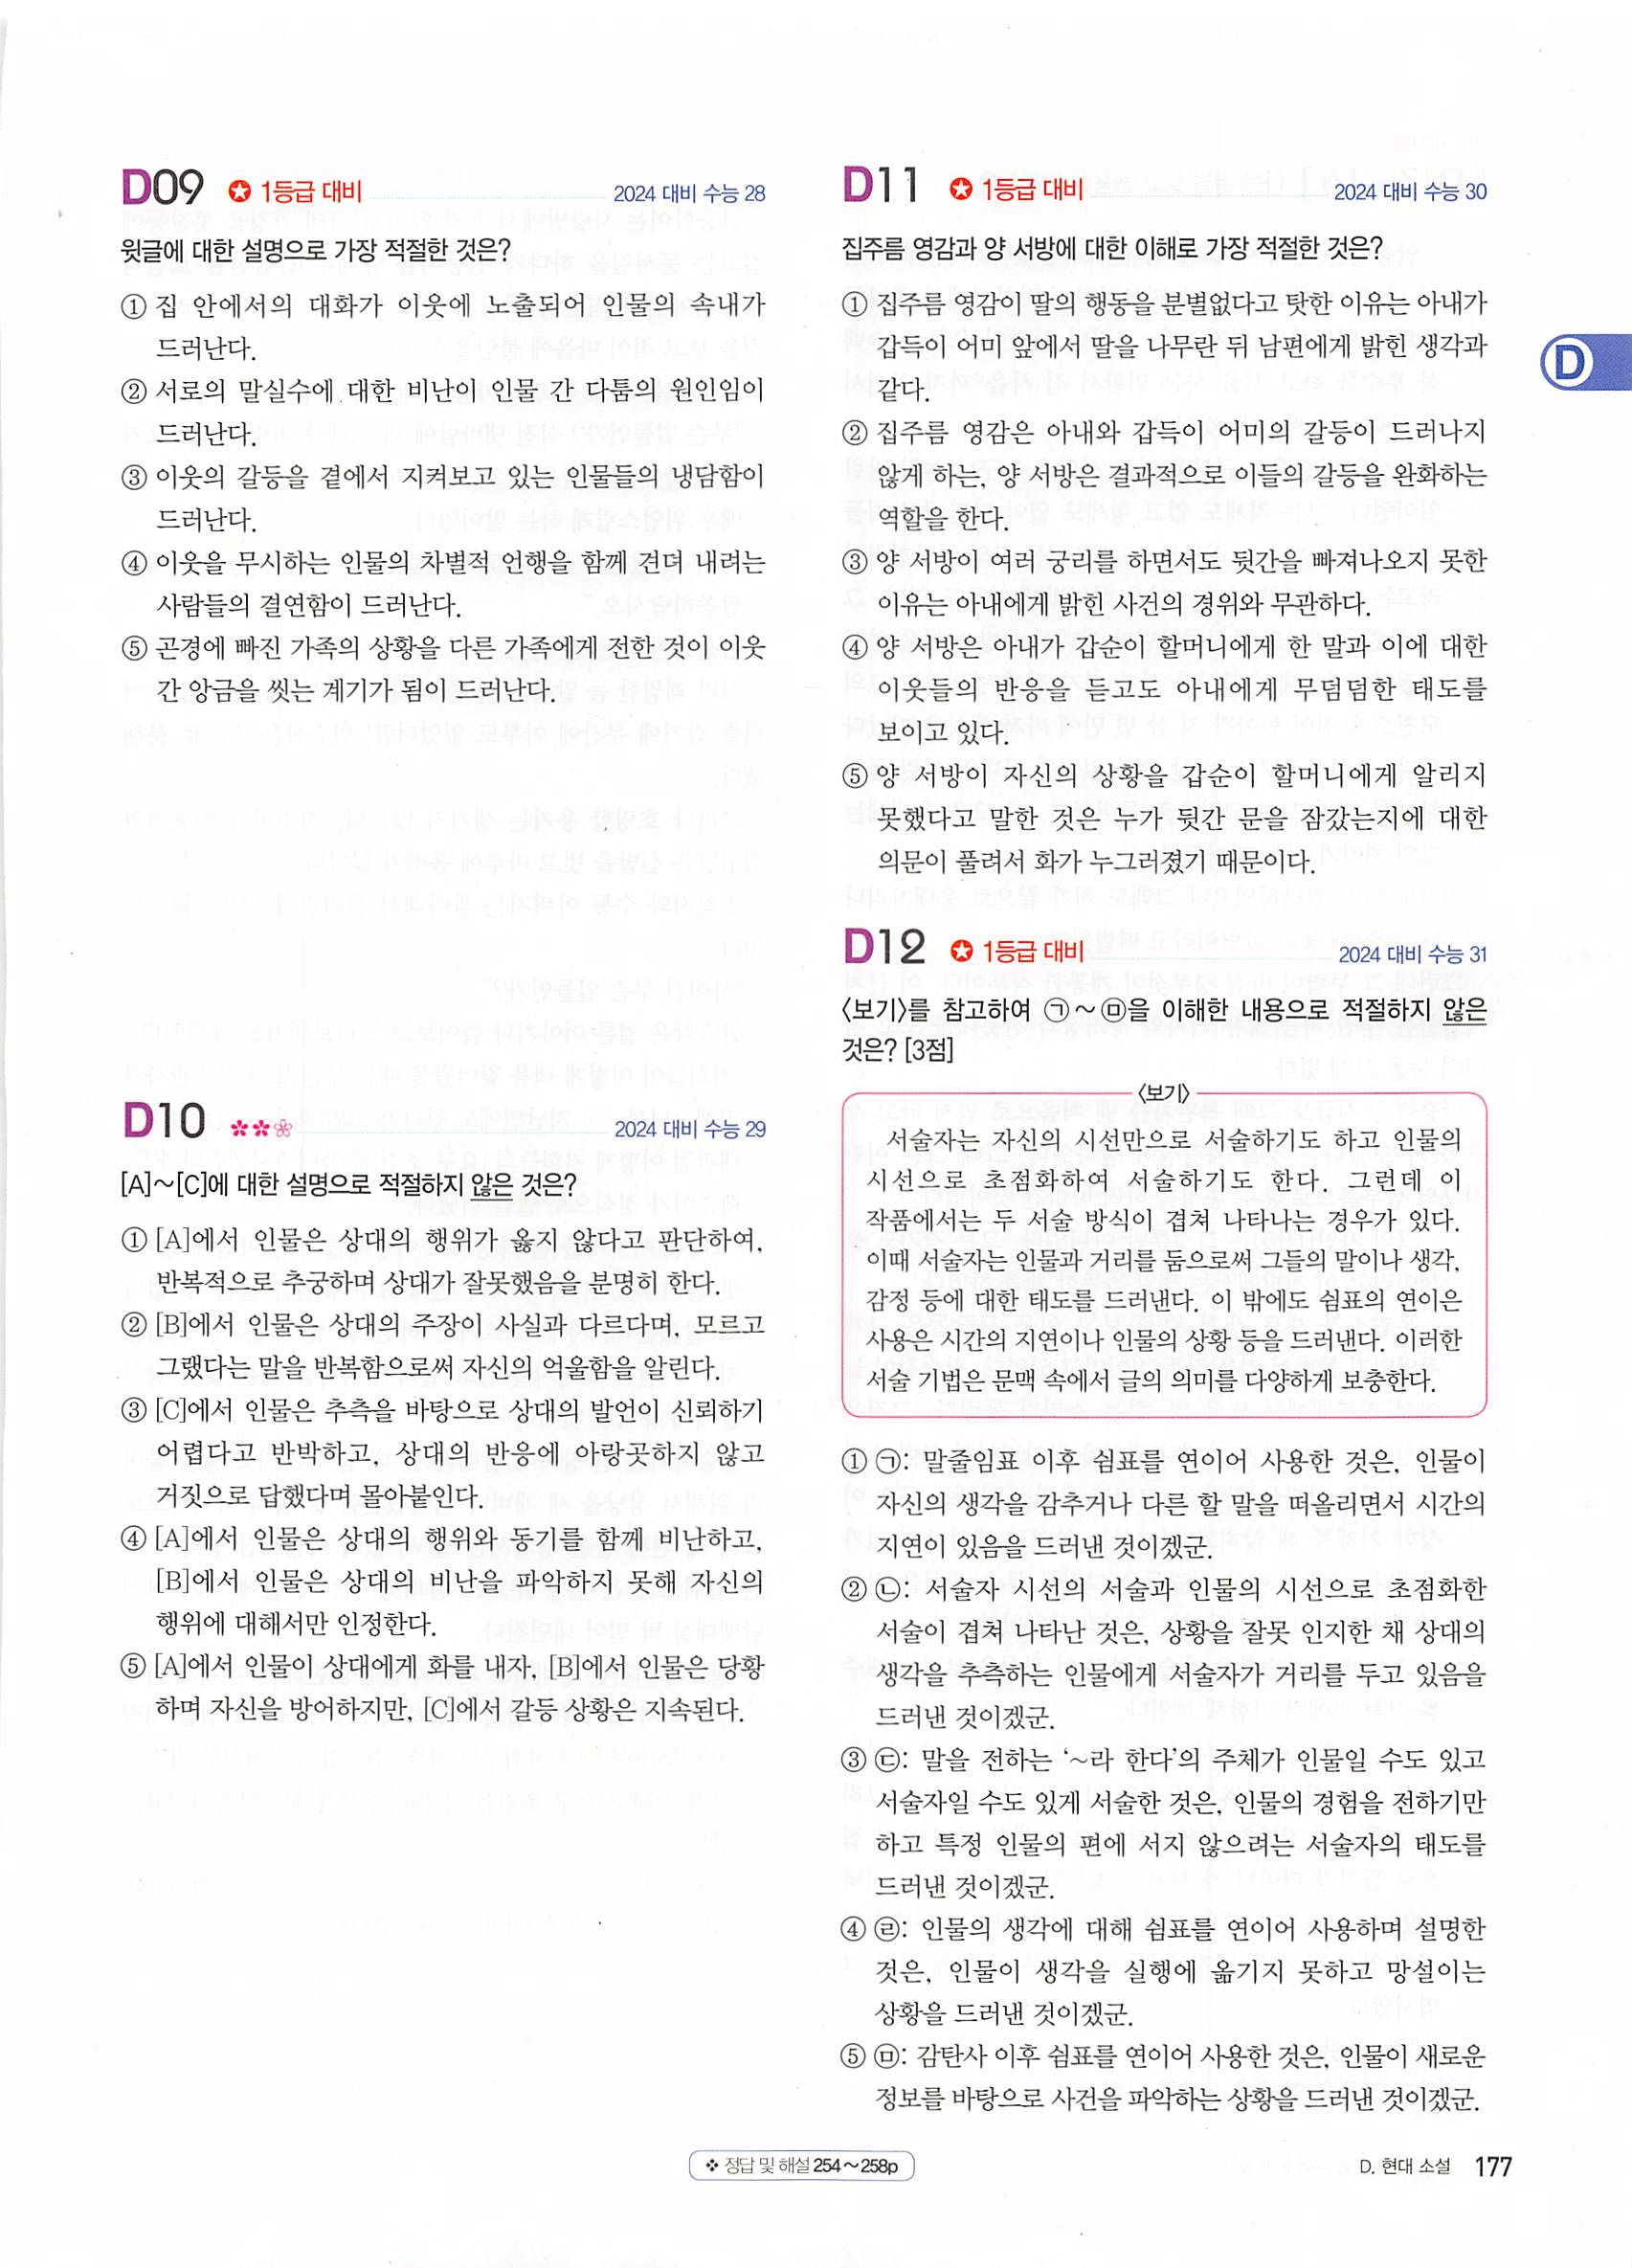 D09 1등급 대비 2024 대비 수능 28
윗글에 대한 설명으로 가장 적절한 것은?
① 집 안에서의 대화가 이웃에 노출되어 인물의 속내가
드러난다.
② 서로의 말실수에 대한 비난이 인물 간 다툼의 원인임이
드러난다.
③ 이웃의 갈등을 곁에서 지켜보고 있는 인물들의 냉담함이
드러난다.
④ 이웃을 무시하는 인물의 차별적 언행을 함께 견뎌 내려는
사람들의 결연함이 드러난다.
⑤ 곤경에 빠진 가족의 상황을 다른 가족에게 전한 것이 이웃
간 앙금을 씻는 계기가 됨이 드러난다.
D10 2024 대비 수능 29
[A]~[C]에 대한 설명으로 적절하지 않은 것은?
① [A]에서 인물은 상대의 행위가 옳지 않다고 판단하여,
반복적으로 추궁하며 상대가 잘못했음을 분명히 한다.
② [B]에서 인물은 상대의 주장이 사실과 다르다며, 모르고
그랬다는 말을 반복함으로써 자신의 억울함을 알린다.
③ [C]에서 인물은 추측을 바탕으로 상대의 발언이 신뢰하기
어렵다고 반박하고, 상대의 반응에 아랑곳하지 않고
거짓으로 답했다며 몰아붙인다.
④ [A]에서 인물은 상대의 행위와 동기를 함께 비난하고,
[B]에서 인물은 상대의 비난을 파악하지 못해 자신의
행위에 대해서만 인정한다.
⑤ [A]에서 인물이 상대에게 화를 내자, [B]에서 인물은 당황
하며 자신을 방어하지만, [C]에서 갈등 상황은 지속된다.
D11 1등급 대비 2024 대비 수능 30
집주름 영감과 양 서방에 대한 이해로 가장 적절한 것은?
① 집주름 영감이 딸의 행동을 분별없다고 탓한 이유는 아내가
갑득이 어미 앞에서 딸을 나무란 뒤 남편에게 밝힌 생각과
같다.
② 집주름 영감은 아내와 갑득이 어미의 갈등이 드러나지
않게 하는, 양 서방은 결과적으로 이들의 갈등을 완화하는
역할을 한다.
③ 양 서방이 여러 궁리를 하면서도 뒷간을 빠져나오지 못한
이유는 아내에게 밝힌 사건의 경위와 무관하다.
④ 양 서방은 아내가 갑순이 할머니에게 한 말과 이에 대한
이웃들의 반응을 듣고도 아내에게 무덤덤한 태도를
보이고 있다.
⑤ 양 서방이 자신의 상황을 갑순이 할머니에게 알리지
못했다고 말한 것은 누가 뒷간 문을 잠갔는지에 대한
의문이 풀려서 화가 누그러졌기 때문이다.
D12 1등급 대비 2024 대비 수능 31
〈보기〉를 참고하여 ㉠~㉤을 이해한 내용으로 적절하지 않은
것은? [3점]
〈보기〉
서술자는 자신의 시선만으로 서술하기도 하고 인물의
시선으로 초점화하여 서술하기도 한다. 그런데 이
작품에서는 두 서술 방식이 겹쳐 나타나는 경우가 있다.
이때 서술자는 인물과 거리를 둠으로써 그들의 말이나 생각,
감정 등에 대한 태도를 드러낸다. 이 밖에도 쉼표의 연이은
사용은 시간의 지연이나 인물의 상황 등을 드러낸다. 이러한
서술 기법은 문맥 속에서 글의 의미를 다양하게 보충한다.
① ㉠: 말줄임표 이후 쉼표를 연이어 사용한 것은, 인물이
자신의 생각을 감추거나 다른 할 말을 떠올리면서 시간의
지연이 있음을 드러낸 것이겠군.
② ㉡: 서술자 시선의 서술과 인물의 시선으로 초점화한
서술이 겹쳐 나타난 것은, 상황을 잘못 인지한 채 상대의
생각을 추측하는 인물에게 서술자가 거리를 두고 있음을
드러낸 것이겠군.
③ ㉢: 말을 전하는 ‘~라 한다’의 주체가 인물일 수도 있고
서술자일 수도 있게 서술한 것은, 인물의 경험을 전하기만
하고 특정 인물의 편에 서지 않으려는 서술자의 태도를
드러낸 것이겠군.
④ ㉣: 인물의 생각에 대해 쉼표를 연이어 사용하며 설명한
것은, 인물이 생각을 실행에 옮기지 못하고 망설이는
상황을 드러낸 것이겠군.
⑤ ㉤: 감탄사 이후 쉼표를 연이어 사용한 것은, 인물이 새로운
정보를 바탕으로 사건을 파악하는 상황을 드러낸 것이겠군.
D
❖ 정답 및 해설 254~258p
D. 현대 소설 177